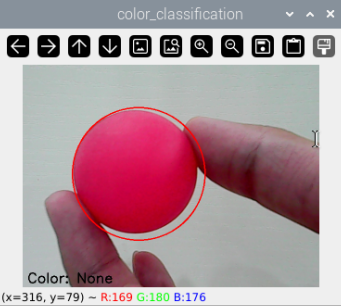 color_classification
Color: None
(x=316, y=79) ~ R:169 G:180 B:176